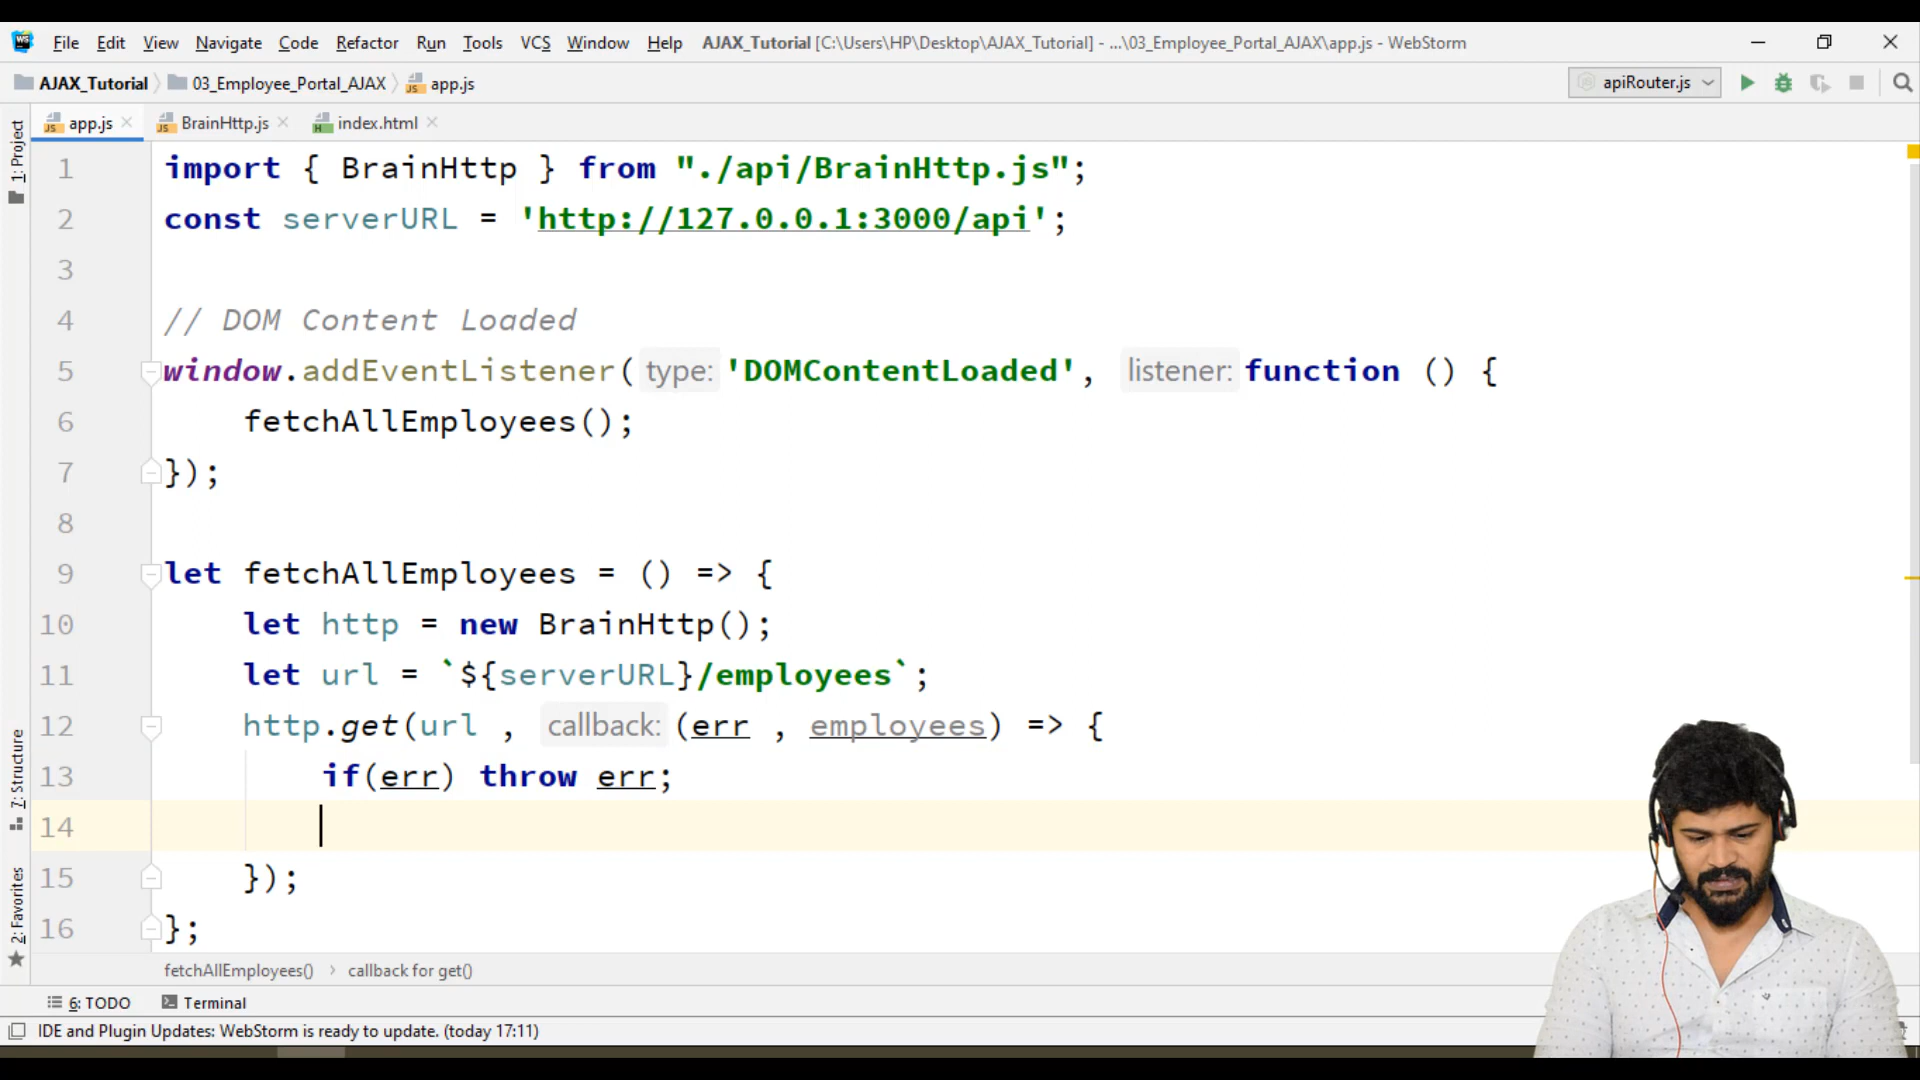 WS File Edit View Navigate Code Refactor Run Tools VCS Window Help AJAX_Tutorial [C:\Users\HP\Desktop\AJAX_Tutorial] - ...\03_Employee_Portal_AJAX\app.js - WebStorm
AJAX_Tutorial 03_Employee_Portal_AJAX JS app.js apiRouter.js
JS app.js JS BrainHttp.js H index.html
1: Project
1 import { BrainHttp } from "./api/BrainHttp.js";
2 const serverURL = 'http://127.0.0.1:3000/api';
3
4 // DOM Content Loaded
5 window.addEventListener( type: 'DOMContentLoaded', listener: function () {
6 fetchAllEmployees();
7 });
8
9 let fetchAllEmployees = () => {
10 let http = new BrainHttp();
11 let url = `${serverURL}/employees`;
12 http.get(url , callback: (err , employees) => {
13 if(err) throw err;
14
15 });
16 };
7: Structure
2: Favorites
fetchAllEmployees() › callback for get()
6: TODO Terminal
IDE and Plugin Updates: WebStorm is ready to update. (today 17:11)